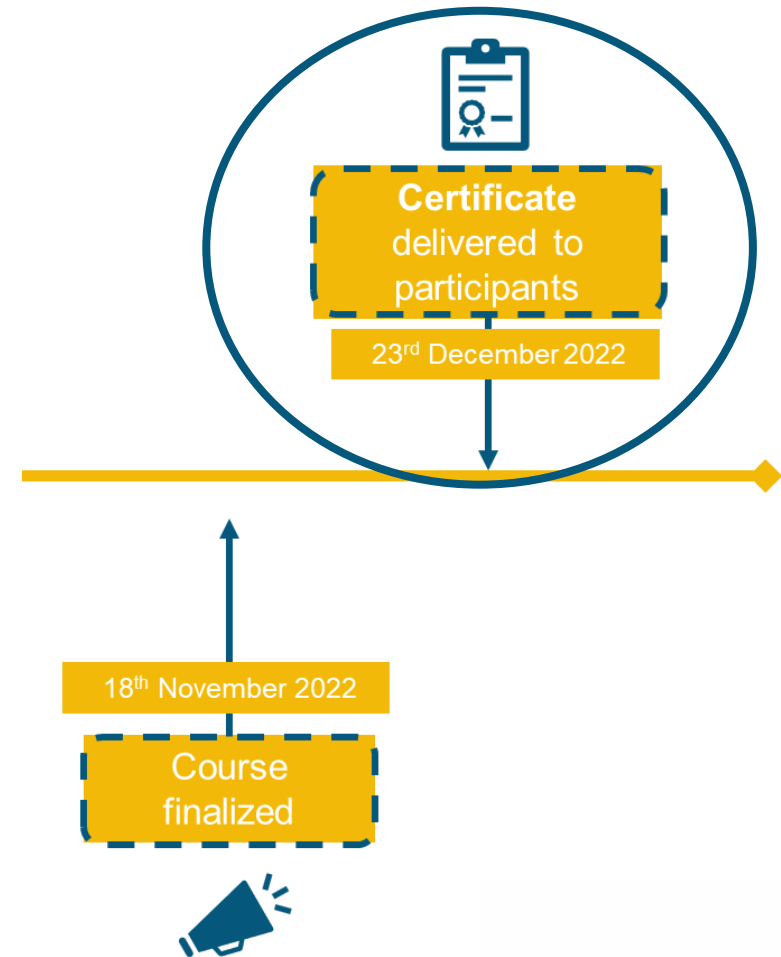 Certificate
delivered to
participants
23rd December 2022
18th November 2022
Course
finalized